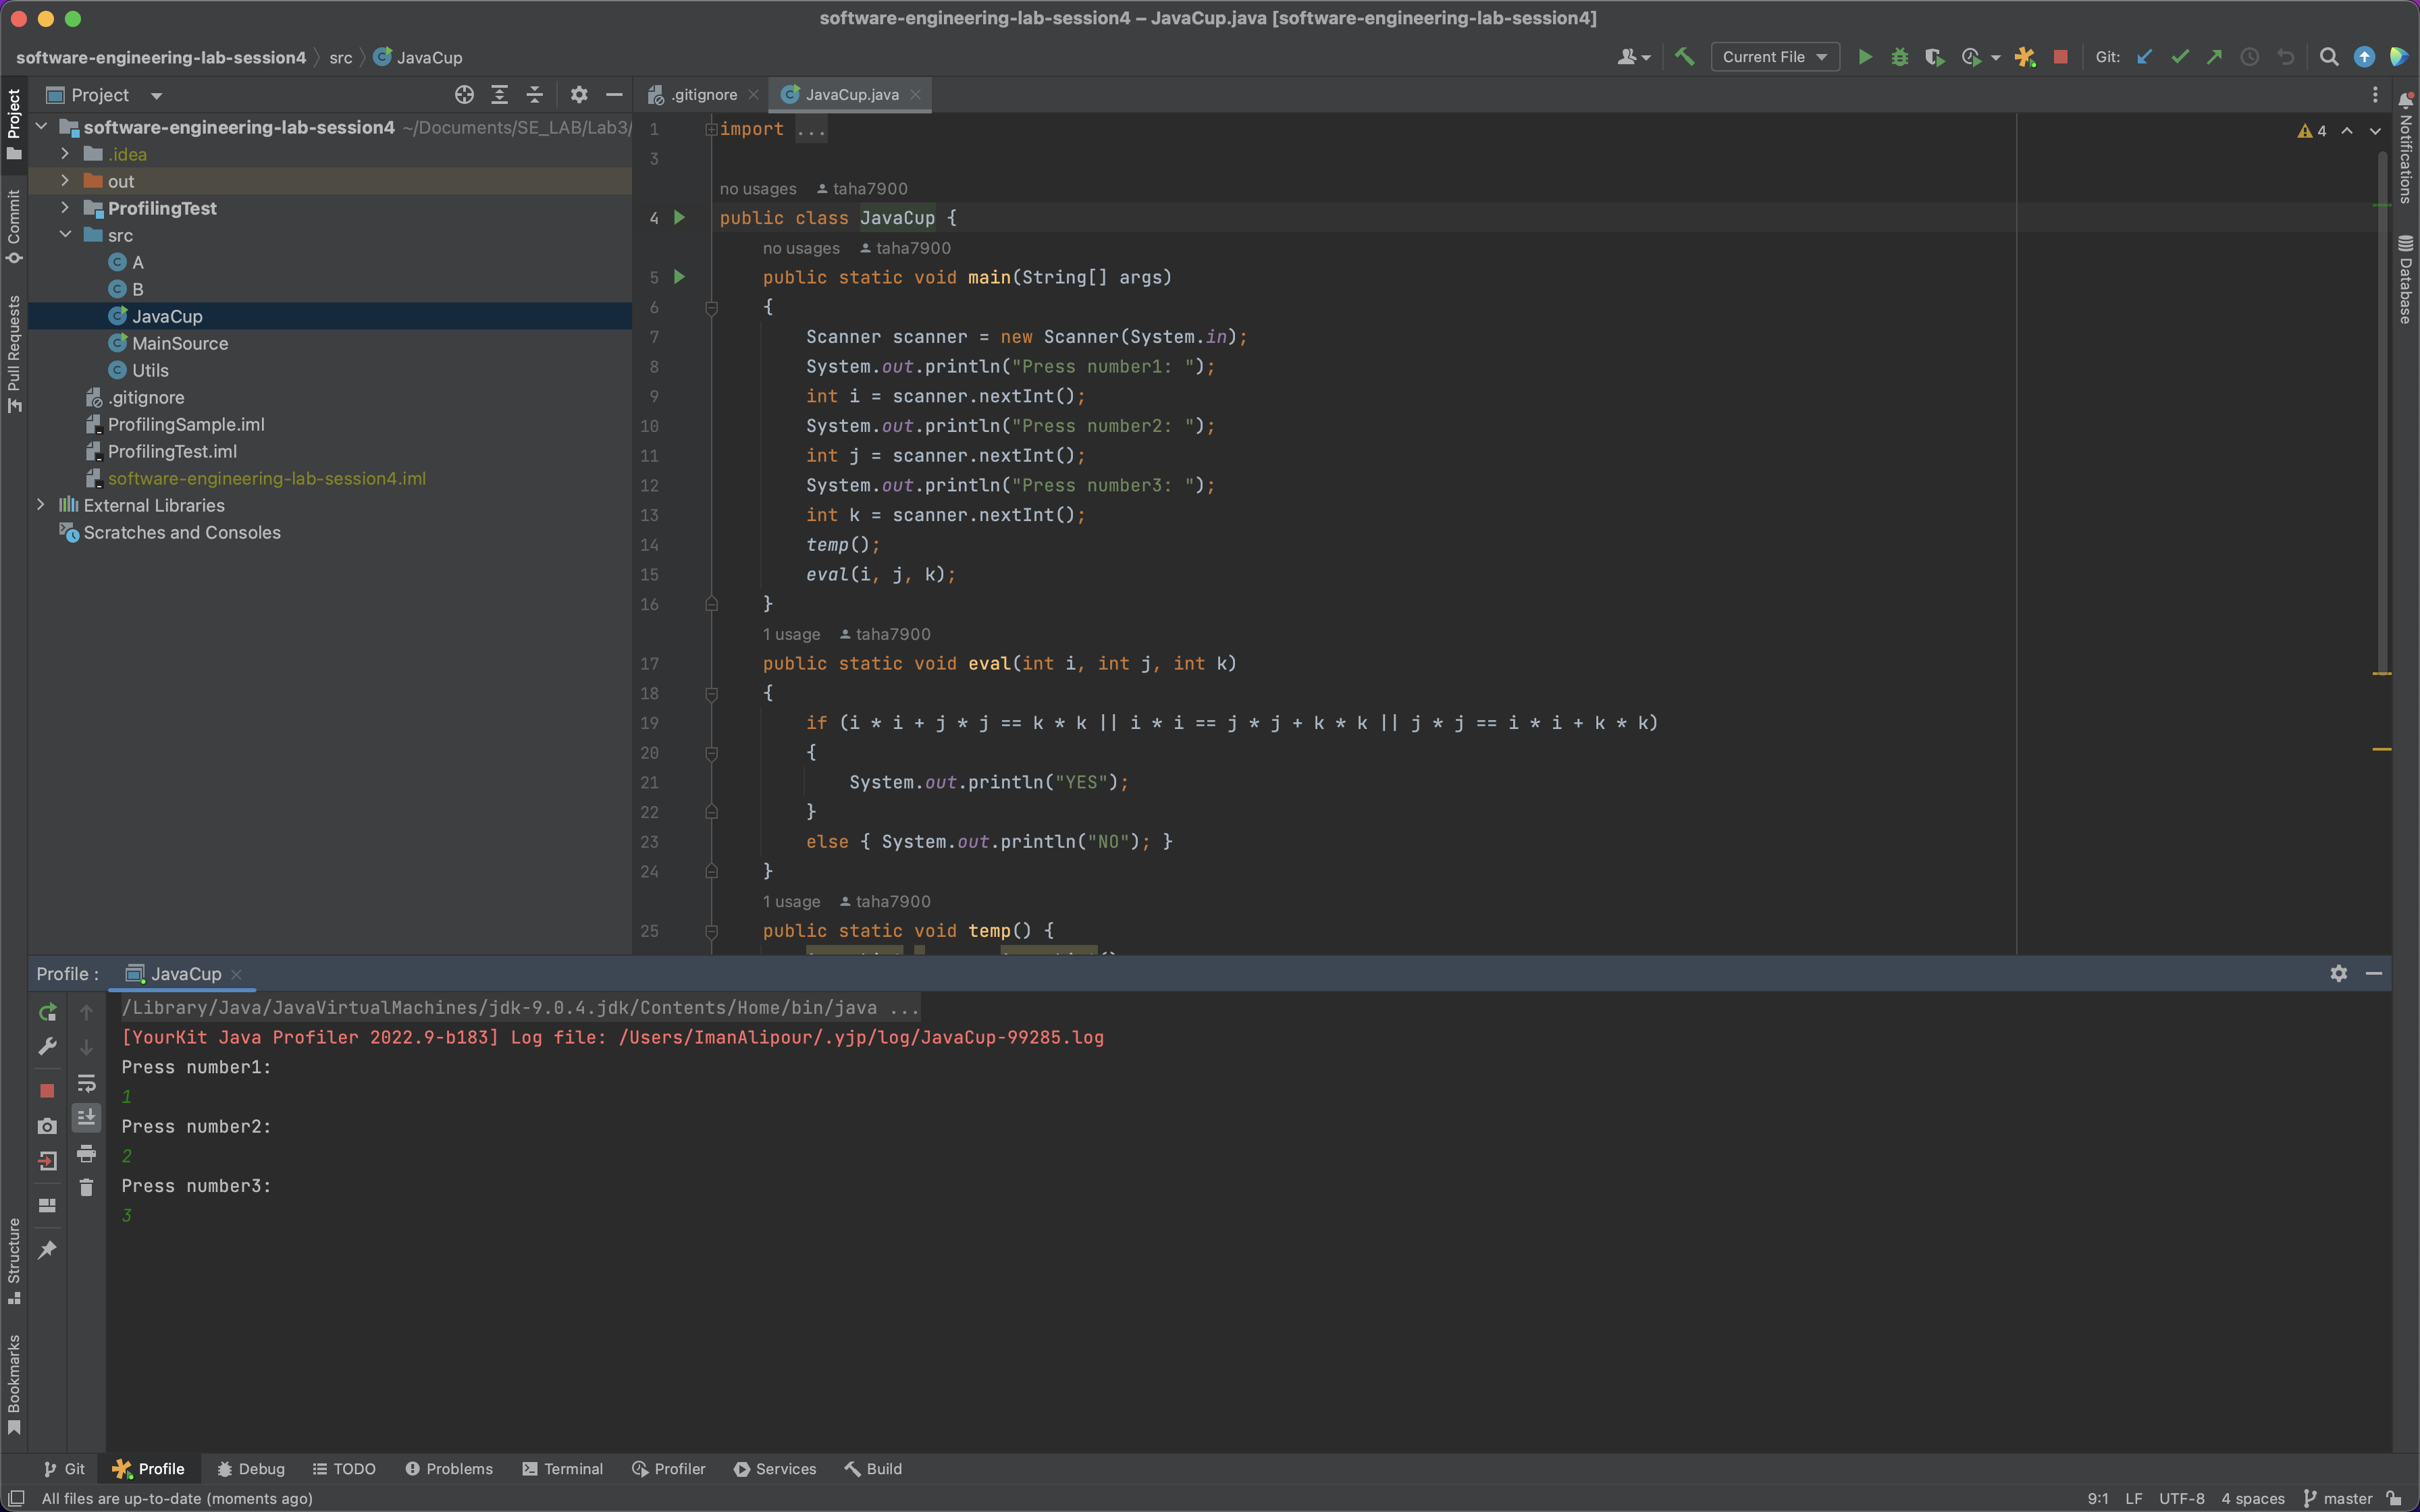 software-engineering-lab-session4 – JavaCup.java [software-engineering-lab-session4]
software-engineering-lab-session4 src JavaCup
Current File
Git:
Project
.gitignore
JavaCup.java
software-engineering-lab-session4 ~/Documents/SE_LAB/Lab3/
.idea
out
ProfilingTest
src
A
B
JavaCup
MainSource
Utils
.gitignore
ProfilingSample.iml
ProfilingTest.iml
software-engineering-lab-session4.iml
External Libraries
Scratches and Consoles
Project
Commit
Pull Requests
Structure
Bookmarks
Notifications
Database
4
1 import ...
3
no usages taha7900
4 public class JavaCup {
no usages taha7900
5 public static void main(String[] args)
6 {
7 Scanner scanner = new Scanner(System.in);
8 System.out.println("Press number1: ");
9 int i = scanner.nextInt();
10 System.out.println("Press number2: ");
11 int j = scanner.nextInt();
12 System.out.println("Press number3: ");
13 int k = scanner.nextInt();
14 temp();
15 eval(i, j, k);
16 }
1 usage taha7900
17 public static void eval(int i, int j, int k)
18 {
19 if (i * i + j * j == k * k || i * i == j * j + k * k || j * j == i * i + k * k)
20 {
21 System.out.println("YES");
22 }
23 else { System.out.println("NO"); }
24 }
1 usage taha7900
25 public static void temp() {
Profile : JavaCup
/Library/Java/JavaVirtualMachines/jdk-9.0.4.jdk/Contents/Home/bin/java ...
[YourKit Java Profiler 2022.9-b183] Log file: /Users/ImanAlipour/.yjp/log/JavaCup-99285.log
Press number1:
1
Press number2:
2
Press number3:
3
Git Profile Debug TODO Problems Terminal Profiler Services Build
All files are up-to-date (moments ago)
9:1 LF UTF-8 4 spaces master